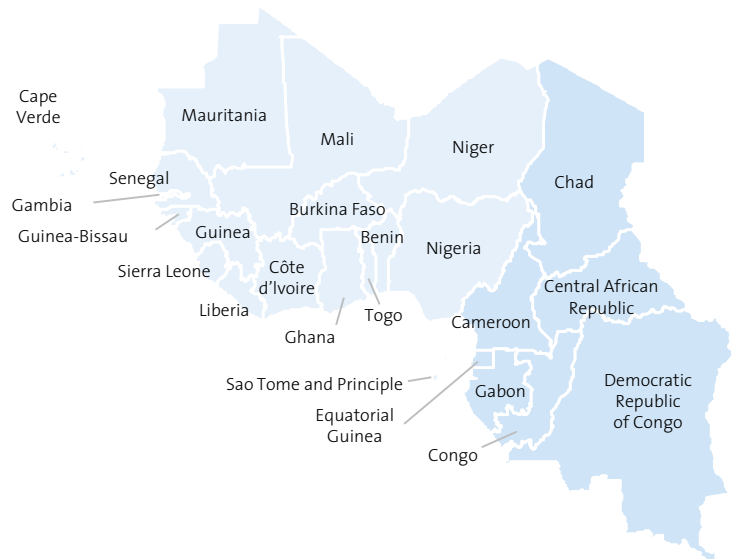 Cape
Verde
Mauritania
Mali
Niger
Chad
Senegal
Gambia
Guinea-Bissau
Guinea
Burkina Faso
Benin
Nigeria
Sierra Leone
Côte
d’Ivoire
Liberia
Ghana
Togo
Cameroon
Central African
Republic
Sao Tome and Principle
Equatorial
Guinea
Gabon
Congo
Democratic
Republic
of Congo